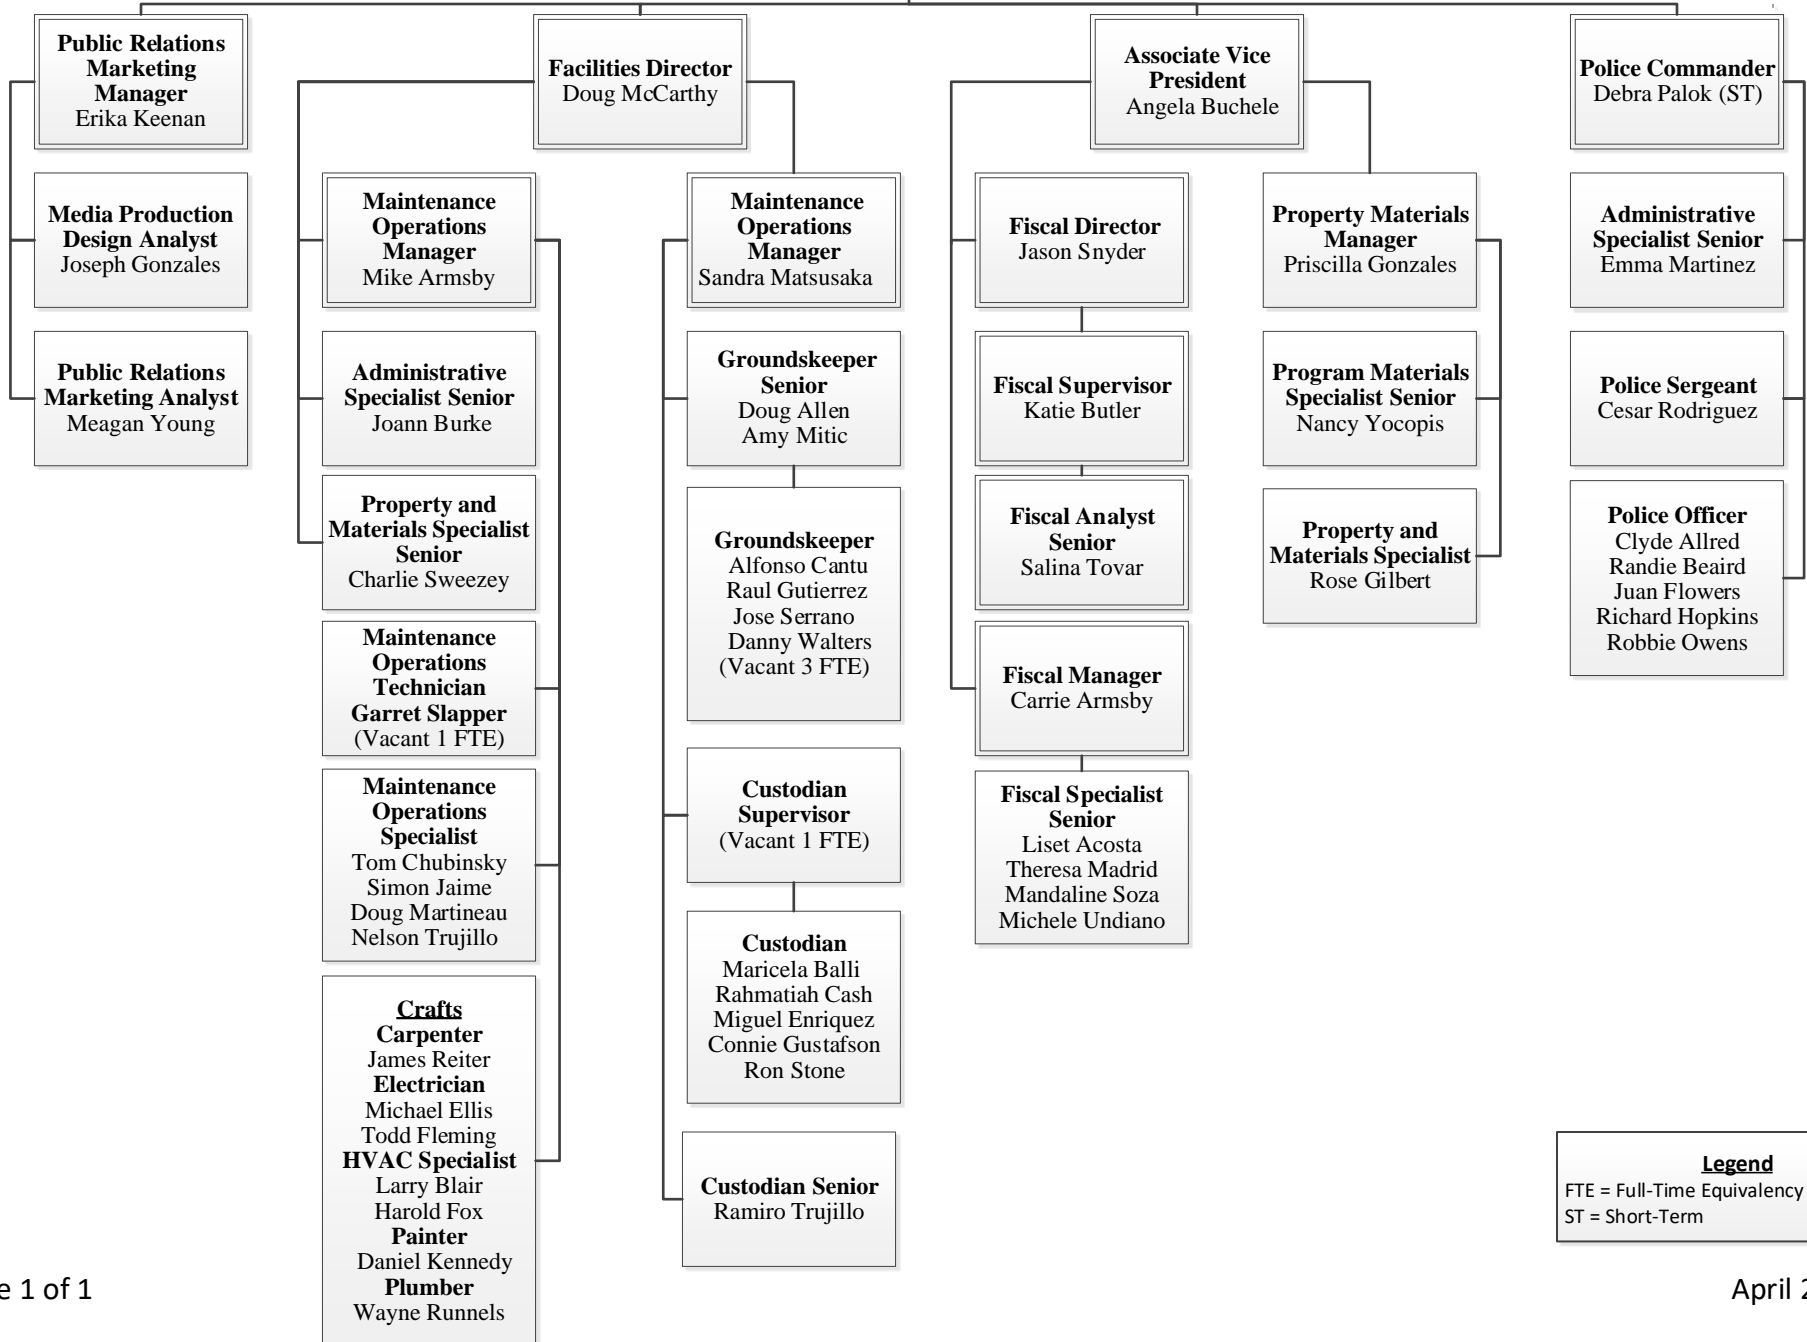 Public Relations
Marketing
Manager
Erika Keenan
Facilities Director
Doug McCarthy
Associate Vice
President
Angela Buchele
Police Commander
Debra Palok (ST)
Media Production
Design Analyst
Joseph Gonzales
Public Relations
Marketing Analyst
Meagan Young
Maintenance
Operations
Manager
Mike Armsby
Administrative
Specialist Senior
Joann Burke
Property and
Materials Specialist
Senior
Charlie Sweezey
Maintenance
Operations
Technician
Garret Slapper
(Vacant 1 FTE)
Maintenance
Operations
Specialist
Tom Chubinsky
Simon Jaime
Doug Martineau
Nelson Trujillo
Crafts
Carpenter
James Reiter
Electrician
Michael Ellis
Todd Fleming
HVAC Specialist
Larry Blair
Harold Fox
Painter
Daniel Kennedy
Plumber
Wayne Runnels
Maintenance
Operations
Manager
Sandra Matsusaka
Groundskeeper
Senior
Doug Allen
Amy Mitic
Groundskeeper
Alfonso Cantu
Raul Gutierrez
Jose Serrano
Danny Walters
(Vacant 3 FTE)
Custodian
Supervisor
(Vacant 1 FTE)
Custodian
Maricela Balli
Rahmatiah Cash
Miguel Enriquez
Connie Gustafson
Ron Stone
Custodian Senior
Ramiro Trujillo
Fiscal Director
Jason Snyder
Fiscal Supervisor
Katie Butler
Fiscal Analyst
Senior
Salina Tovar
Fiscal Manager
Carrie Armsby
Fiscal Specialist
Senior
Liset Acosta
Theresa Madrid
Mandaline Soza
Michele Undiano
Property Materials
Manager
Priscilla Gonzales
Program Materials
Specialist Senior
Nancy Yocopis
Property and
Materials Specialist
Rose Gilbert
Administrative
Specialist Senior
Emma Martinez
Police Sergeant
Cesar Rodriguez
Police Officer
Clyde Allred
Randie Beaird
Juan Flowers
Richard Hopkins
Robbie Owens
Legend
FTE = Full-Time Equivalency
ST = Short-Term
e 1 of 1
April 2